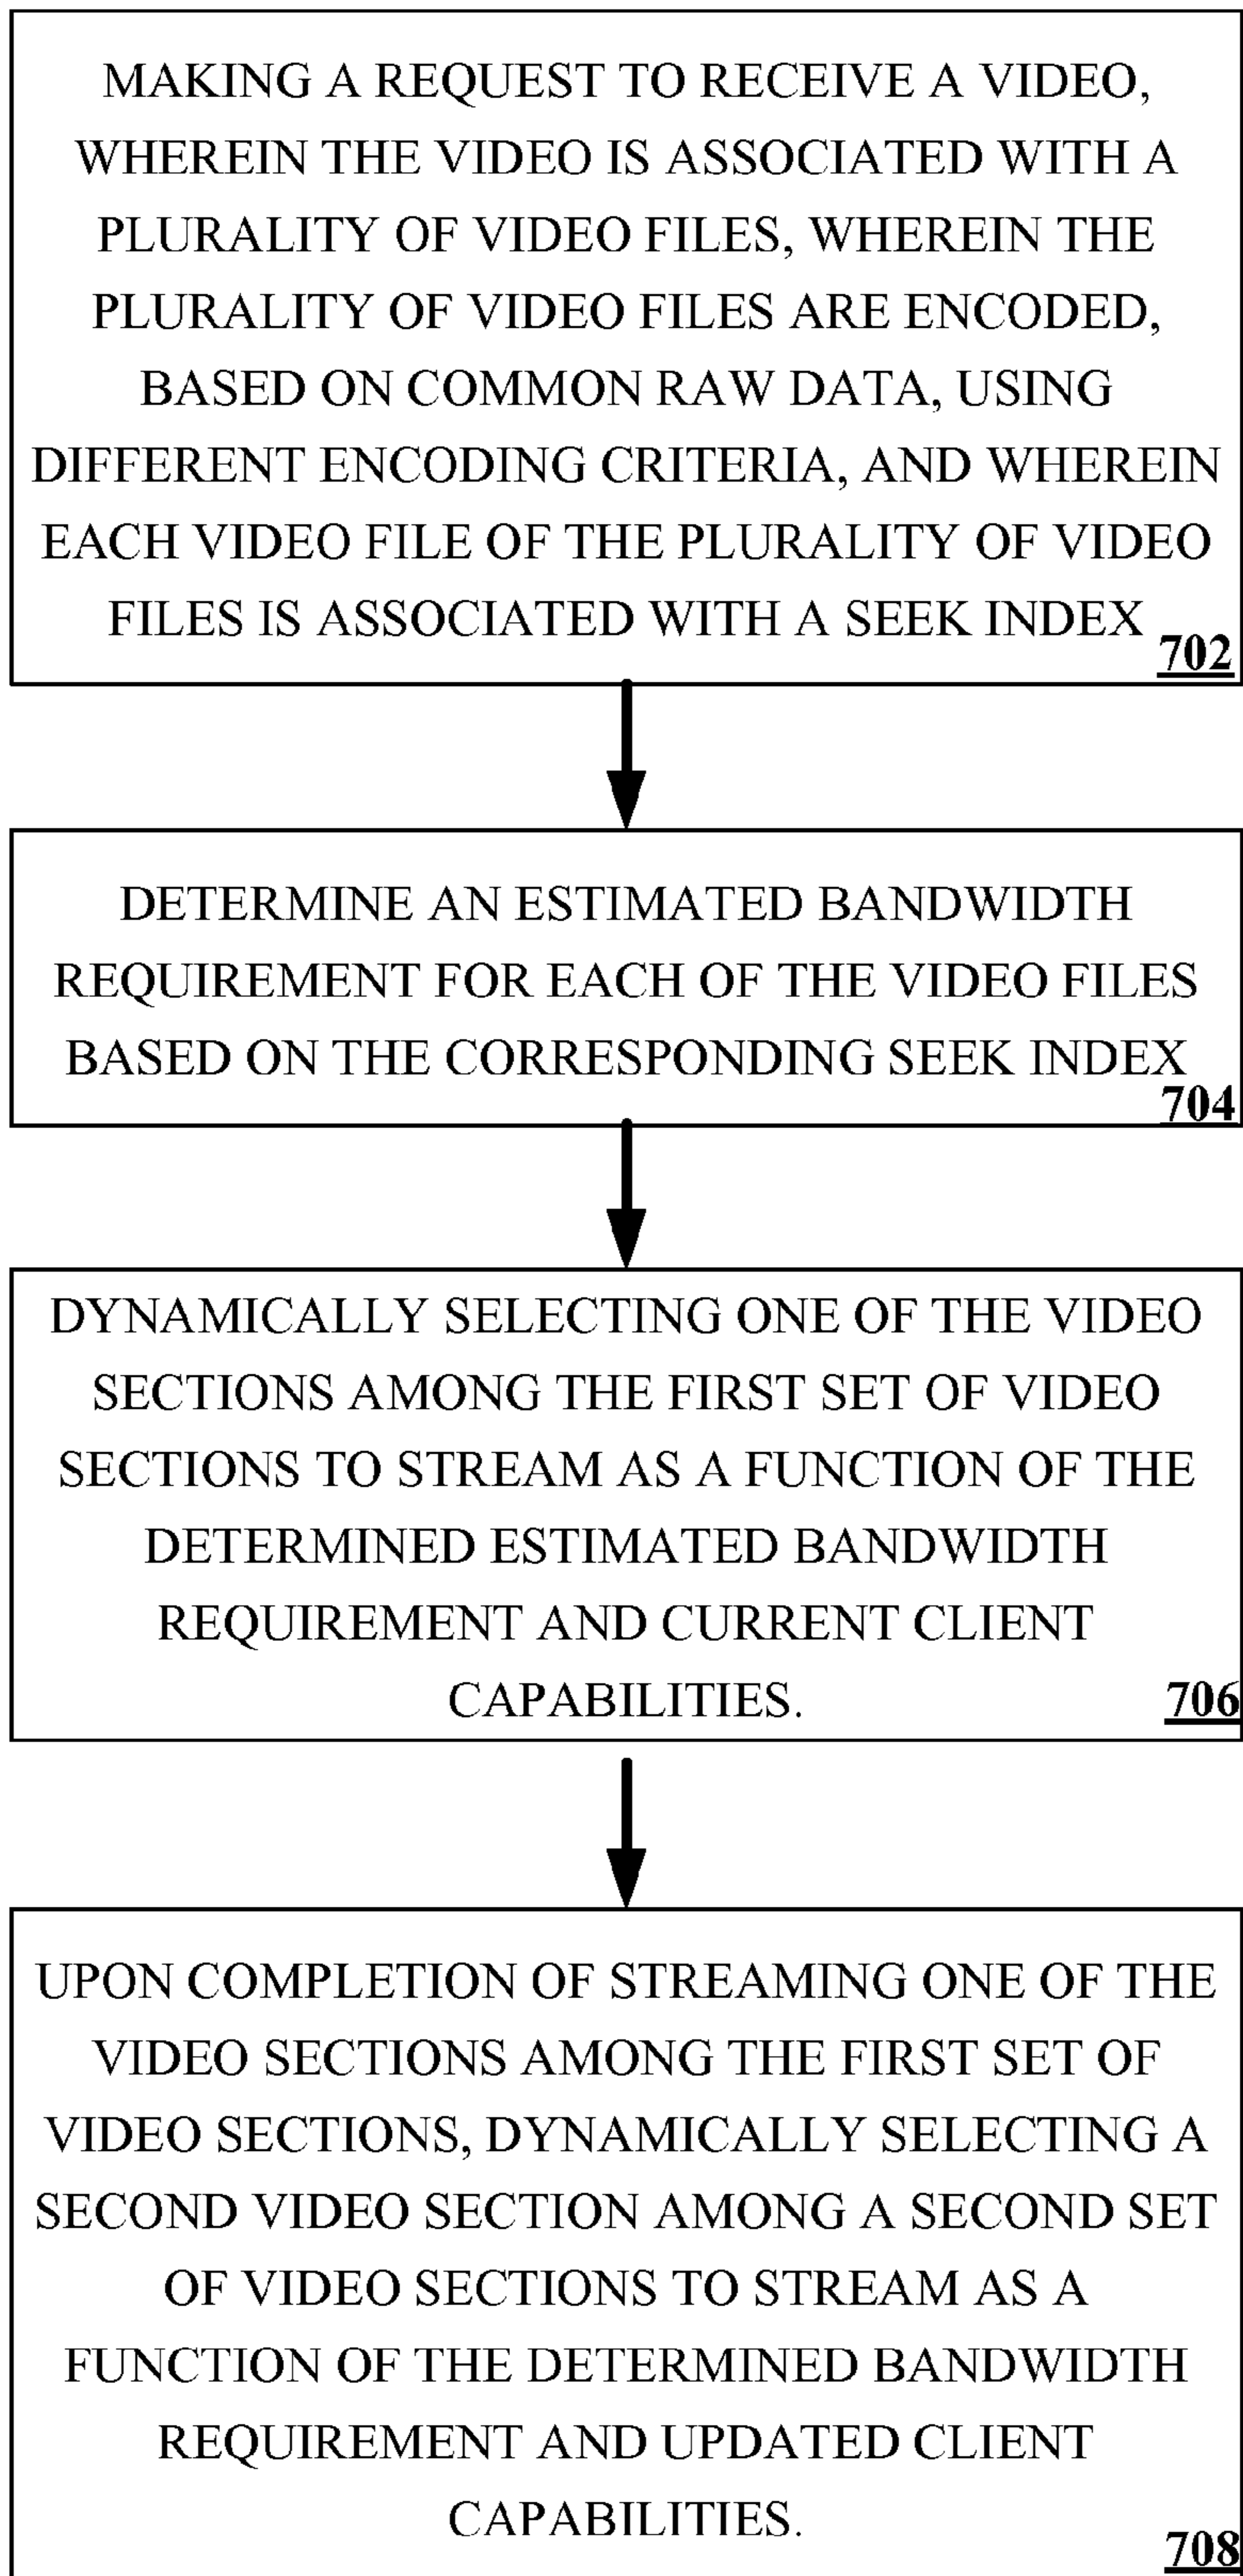 MAKING A REQUEST TO RECEIVE A VIDEO,
WHEREIN THE VIDEO IS ASSOCIATED WITH A
PLURALITY OF VIDEO FILES, WHEREIN THE
PLURALITY OF VIDEO FILES ARE ENCODED,
BASED ON COMMON RAW DATA, USING
DIFFERENT ENCODING CRITERIA, AND WHEREIN
EACH VIDEO FILE OF THE PLURALITY OF VIDEO
FILES IS ASSOCIATED WITH A SEEK INDEX
702
DETERMINE AN ESTIMATED BANDWIDTH
REQUIREMENT FOR EACH OF THE VIDEO FILES
BASED ON THE CORRESPONDING SEEK INDEX
704
DYNAMICALLY SELECTING ONE OF THE VIDEO
SECTIONS AMONG THE FIRST SET OF VIDEO
SECTIONS TO STREAM AS A FUNCTION OF THE
DETERMINED ESTIMATED BANDWIDTH
REQUIREMENT AND CURRENT CLIENT
CAPABILITIES.
706
UPON COMPLETION OF STREAMING ONE OF THE
VIDEO SECTIONS AMONG THE FIRST SET OF
VIDEO SECTIONS, DYNAMICALLY SELECTING A
SECOND VIDEO SECTION AMONG A SECOND SET
OF VIDEO SECTIONS TO STREAM AS A
FUNCTION OF THE DETERMINED BANDWIDTH
REQUIREMENT AND UPDATED CLIENT
CAPABILITIES.
708